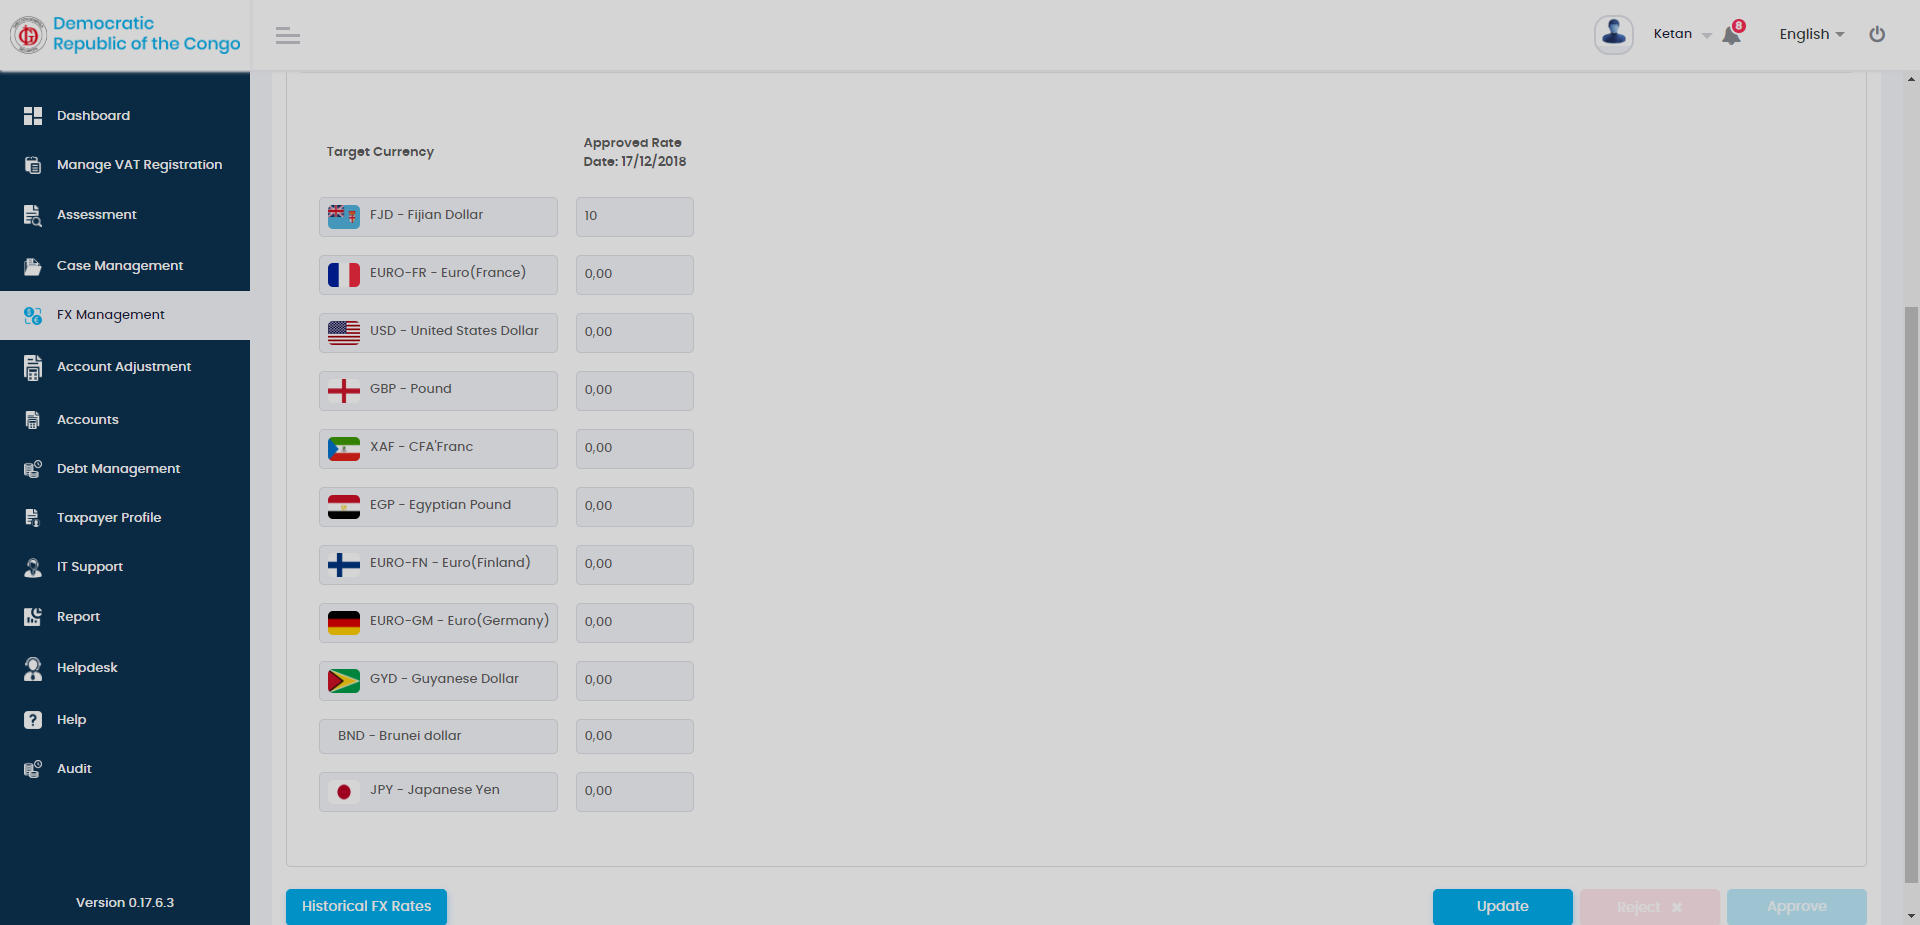 Democratic
Republic of the Congo
Ketan
8
English
Dashboard
Manage VAT Registration
Assessment
Case Management
FX Management
Account Adjustment
Accounts
Debt Management
Taxpayer Profile
IT Support
Report
Helpdesk
Help
Audit
Version 0.17.6.3
Target Currency
Approved Rate
Date: 17/12/2018
FJD - Fijian Dollar 10
EURO-FR - Euro(France) 0,00
USD - United States Dollar 0,00
GBP - Pound 0,00
XAF - CFA'Franc 0,00
EGP - Egyptian Pound 0,00
EURO-FN - Euro(Finland) 0,00
EURO-GM - Euro(Germany) 0,00
GYD - Guyanese Dollar 0,00
BND - Brunei dollar 0,00
JPY - Japanese Yen 0,00
Historical FX Rates
Update
Reject
Approve